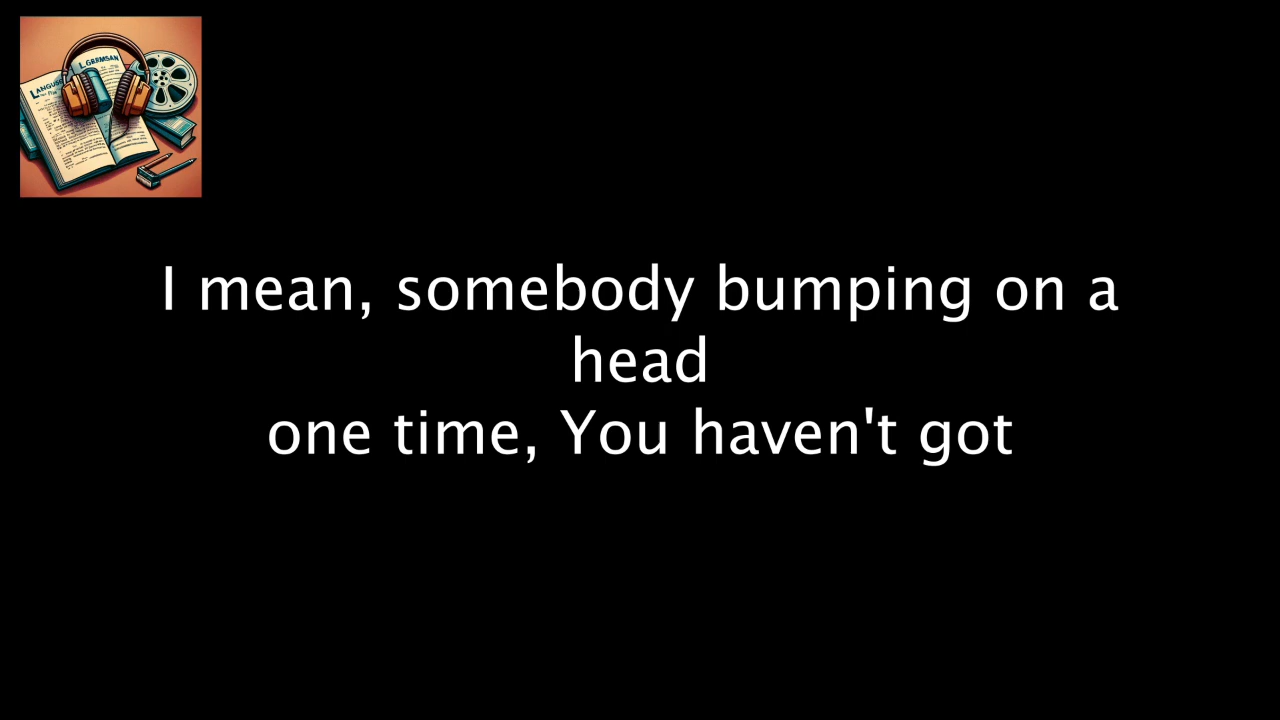 I mean, somebody bumping on a
head
one time, You haven't got